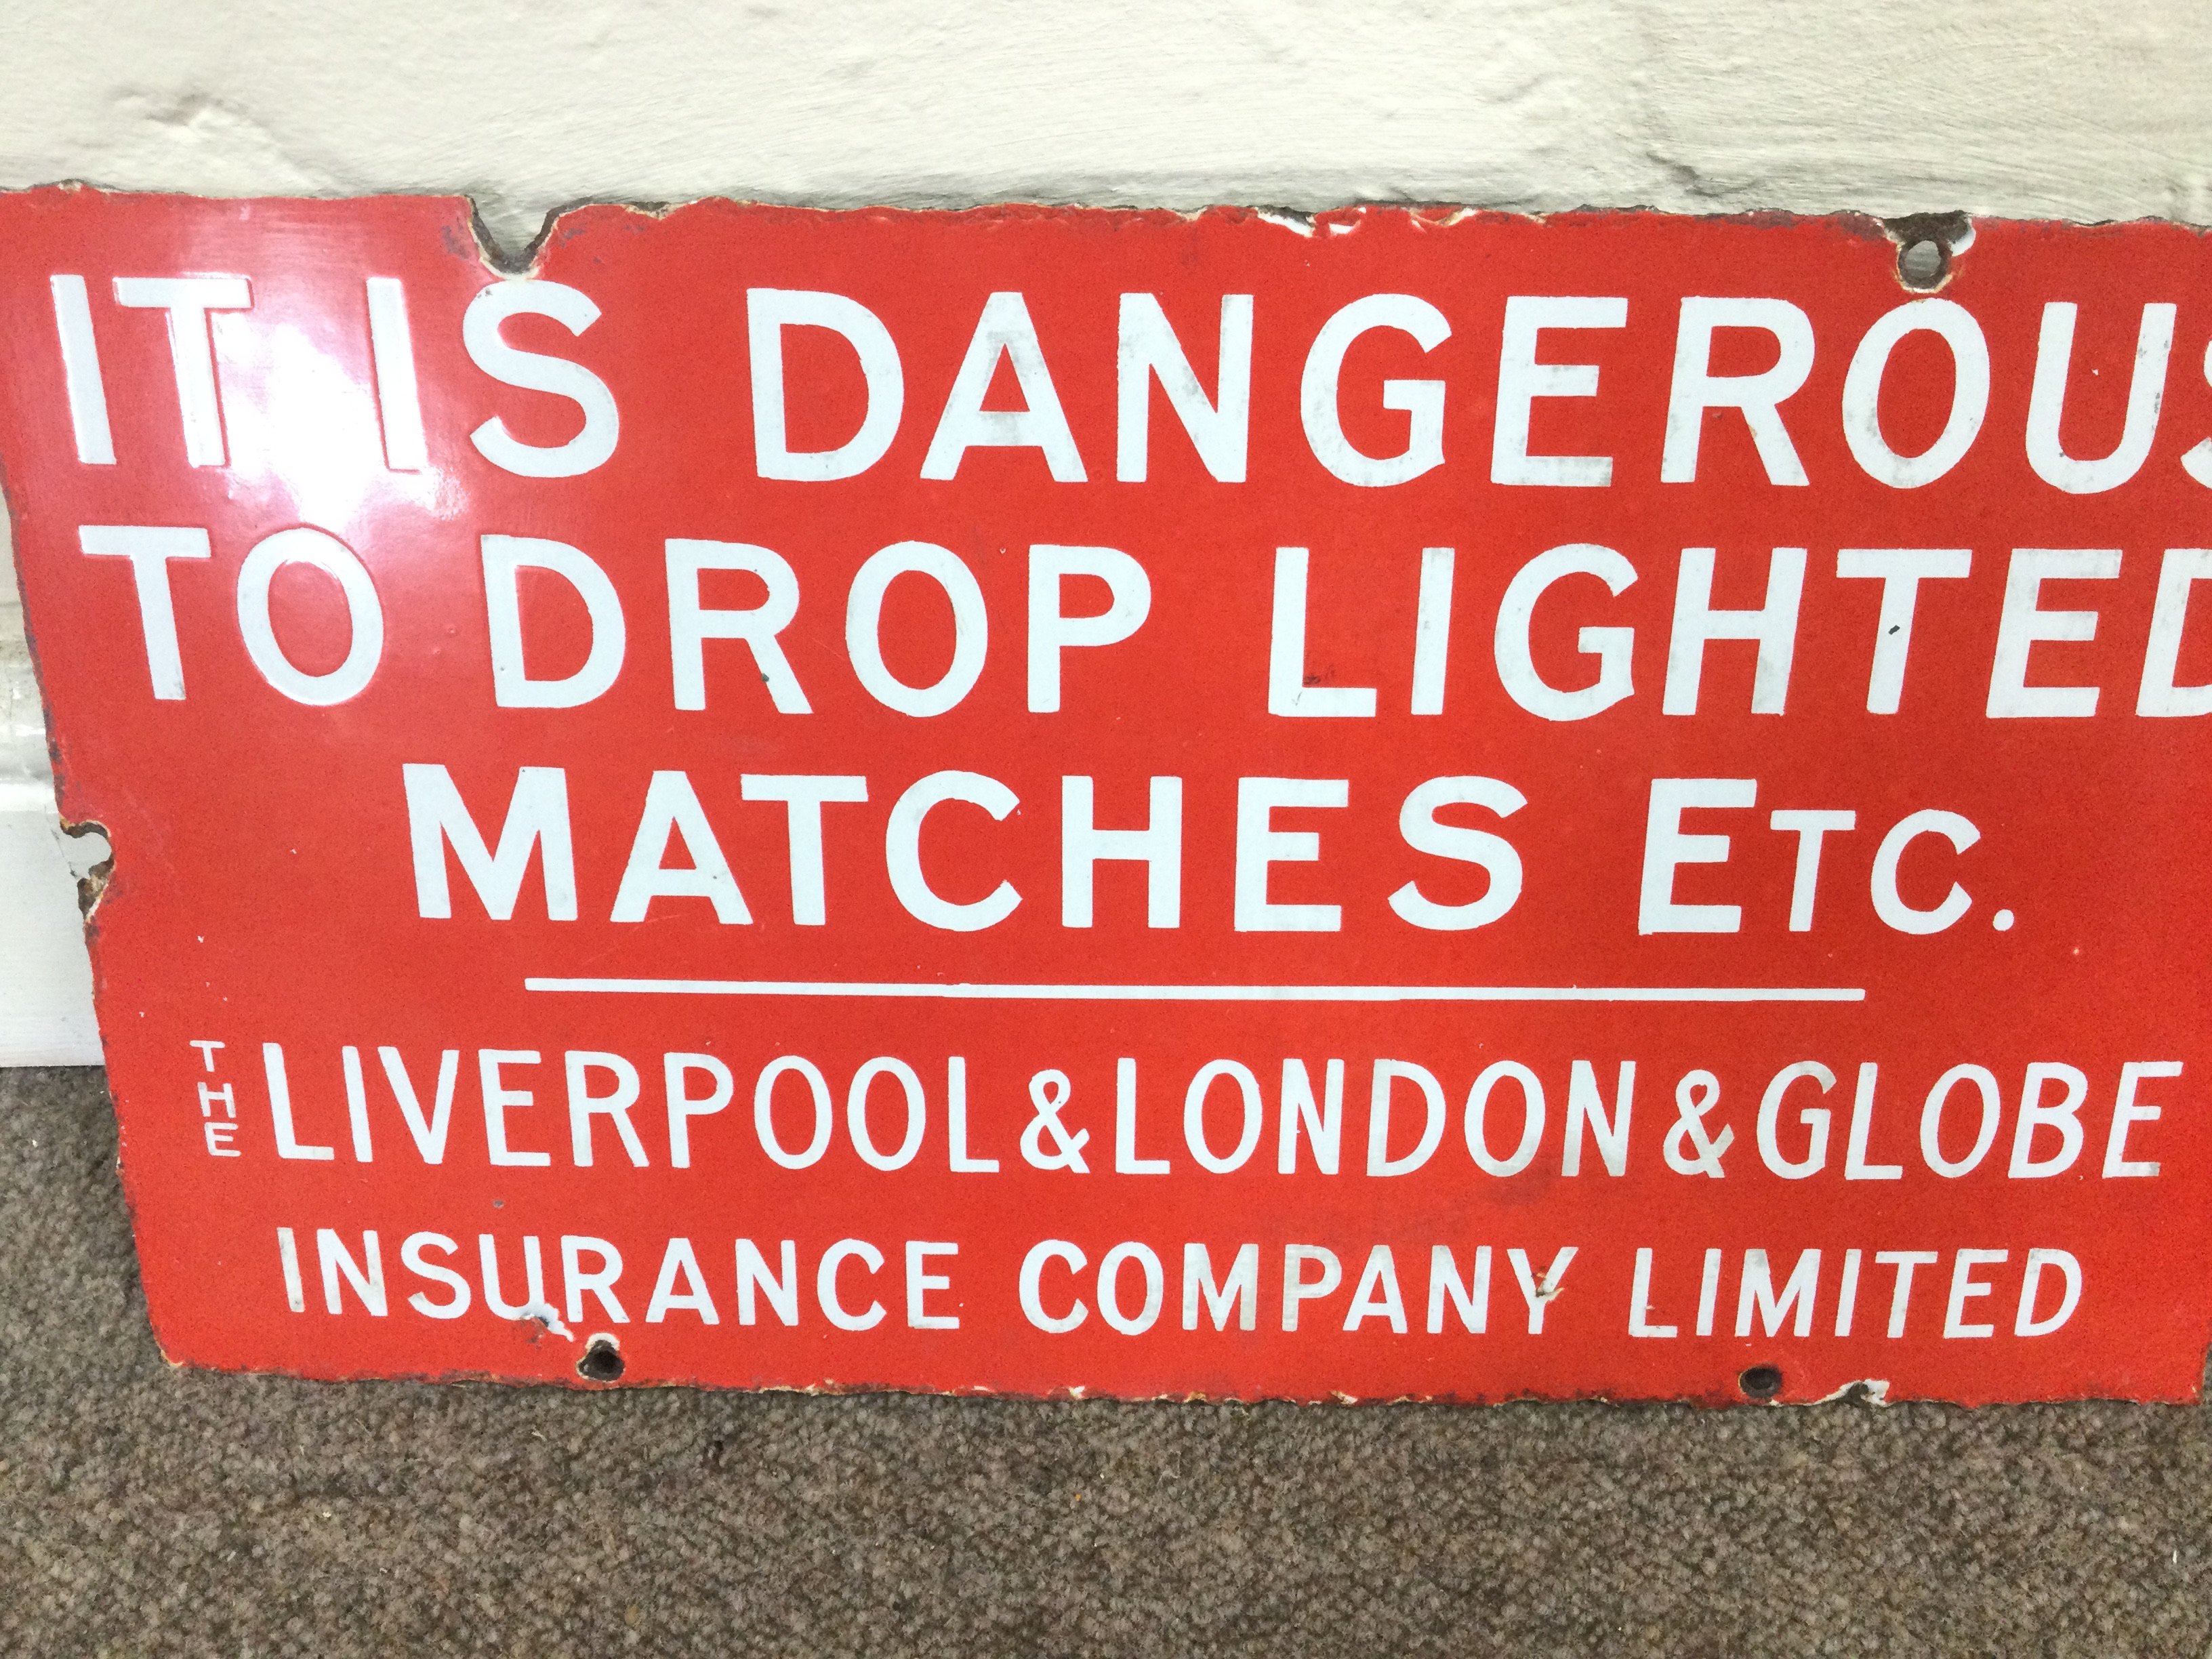 IT IS DANGEROUS
TO DROP LIGHTED
MATCHES ETC.
THE LIVERPOOL & LONDON & GLOBE
INSURANCE COMPANY LIMITED